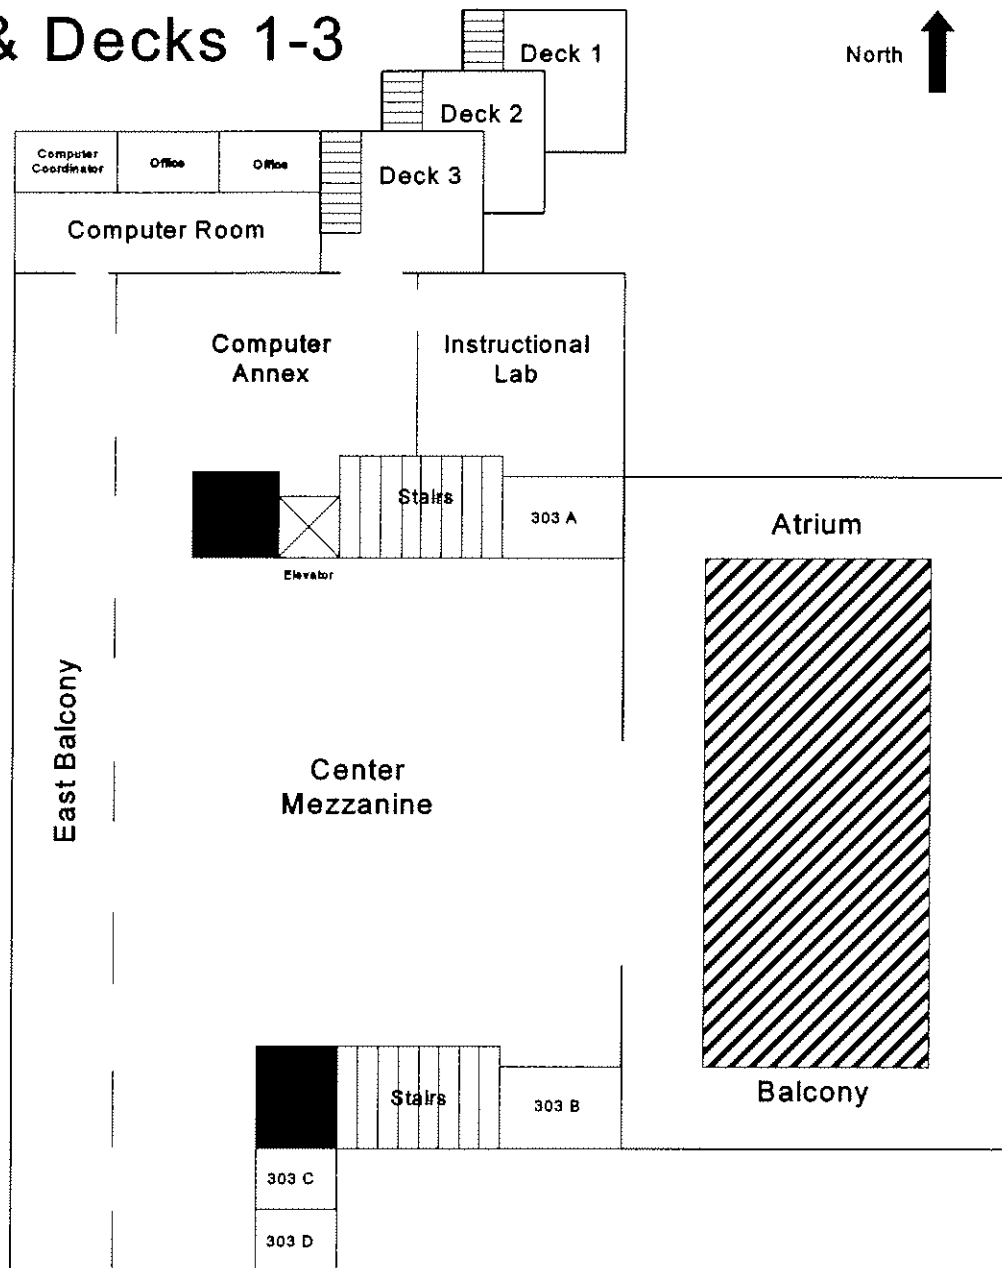 & Decks 1-3
Deck 1
North
Deck 2
Computer
Coordinator
Office
Office
Deck 3
Computer Room
Computer
Annex
Instructional
Lab
Stairs
303 A
Atrium
Elevator
East Balcony
Center
Mezzanine
Stairs
303 B
Balcony
303 C
303 D